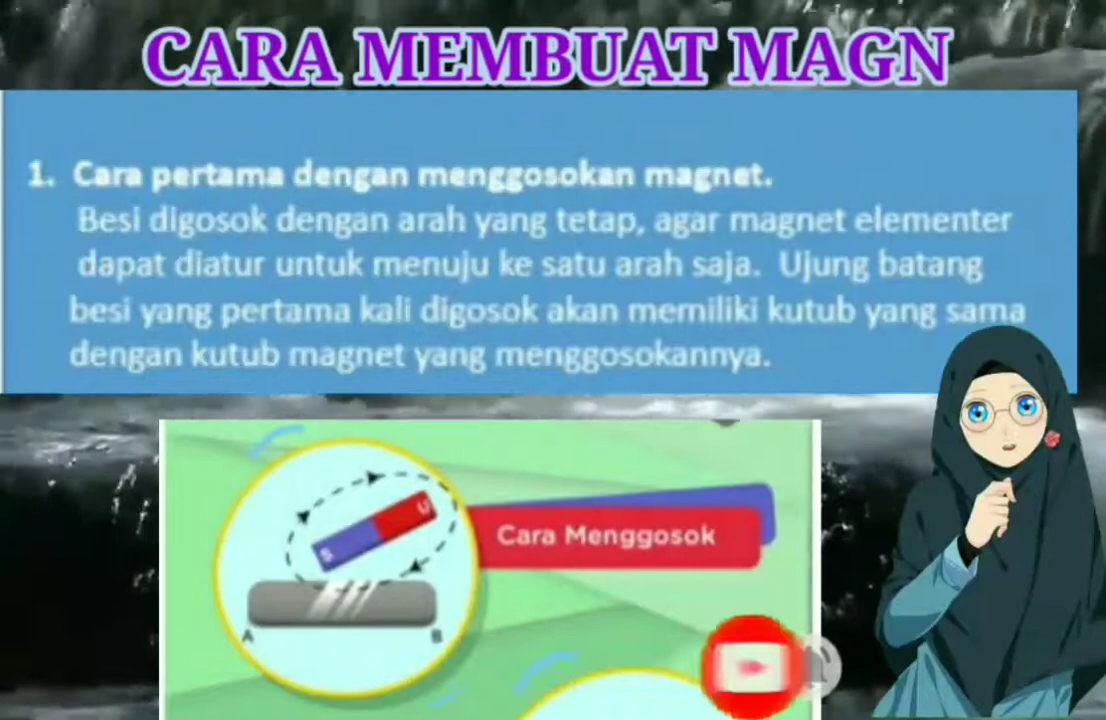 CARA MEMBUAT MAGN
1. Cara pertama dengan menggosokan magnet.
Besi digosok dengan arah yang tetap, agar magnet elementer
dapat diatur untuk menuju ke satu arah saja. Ujung batang
besi yang pertama kali digosok akan memiliki kutub yang sama
dengan kutub magnet yang menggosokannya.
U
S
Cara Menggosok
A B